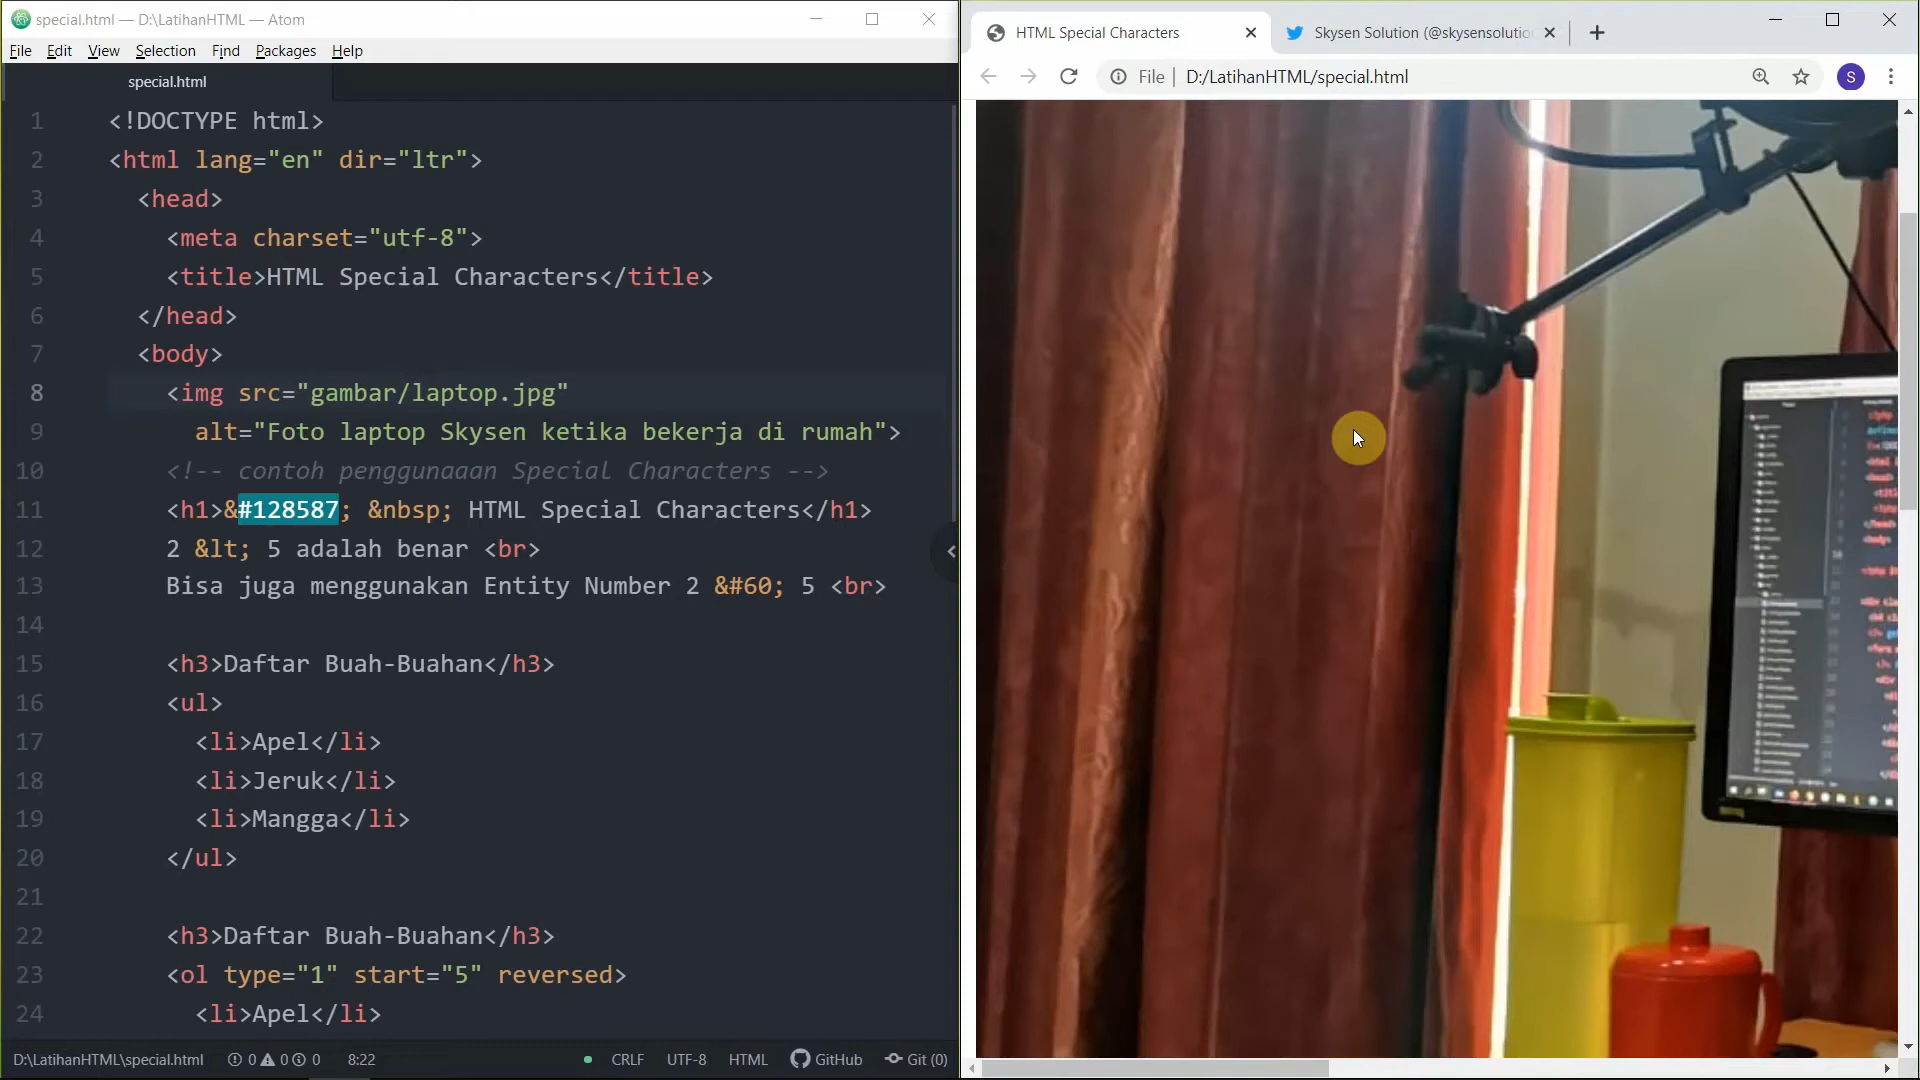 special.html — D:\LatihanHTML — Atom
File Edit View Selection Find Packages Help
special.html
1 <!DOCTYPE html>
2 <html lang="en" dir="ltr">
3 <head>
4 <meta charset="utf-8">
5 <title>HTML Special Characters</title>
6 </head>
7 <body>
8 <img src="gambar/laptop.jpg"
9 alt="Foto laptop Skysen ketika bekerja di rumah">
10 <!-- contoh penggunaaan Special Characters -->
11 <h1>&#128587; &nbsp; HTML Special Characters</h1>
12 2 &lt; 5 adalah benar <br>
13 Bisa juga menggunakan Entity Number 2 &#60; 5 <br>
14
15 <h3>Daftar Buah-Buahan</h3>
16 <ul>
17 <li>Apel</li>
18 <li>Jeruk</li>
19 <li>Mangga</li>
20 </ul>
21
22 <h3>Daftar Buah-Buahan</h3>
23 <ol type="1" start="5" reversed>
24 <li>Apel</li>
D:\LatihanHTML\special.html 0 0 0 8:22 CRLF UTF-8 HTML GitHub Git (0)
HTML Special Characters Skysen Solution (@skysensolutio
File D:/LatihanHTML/special.html S